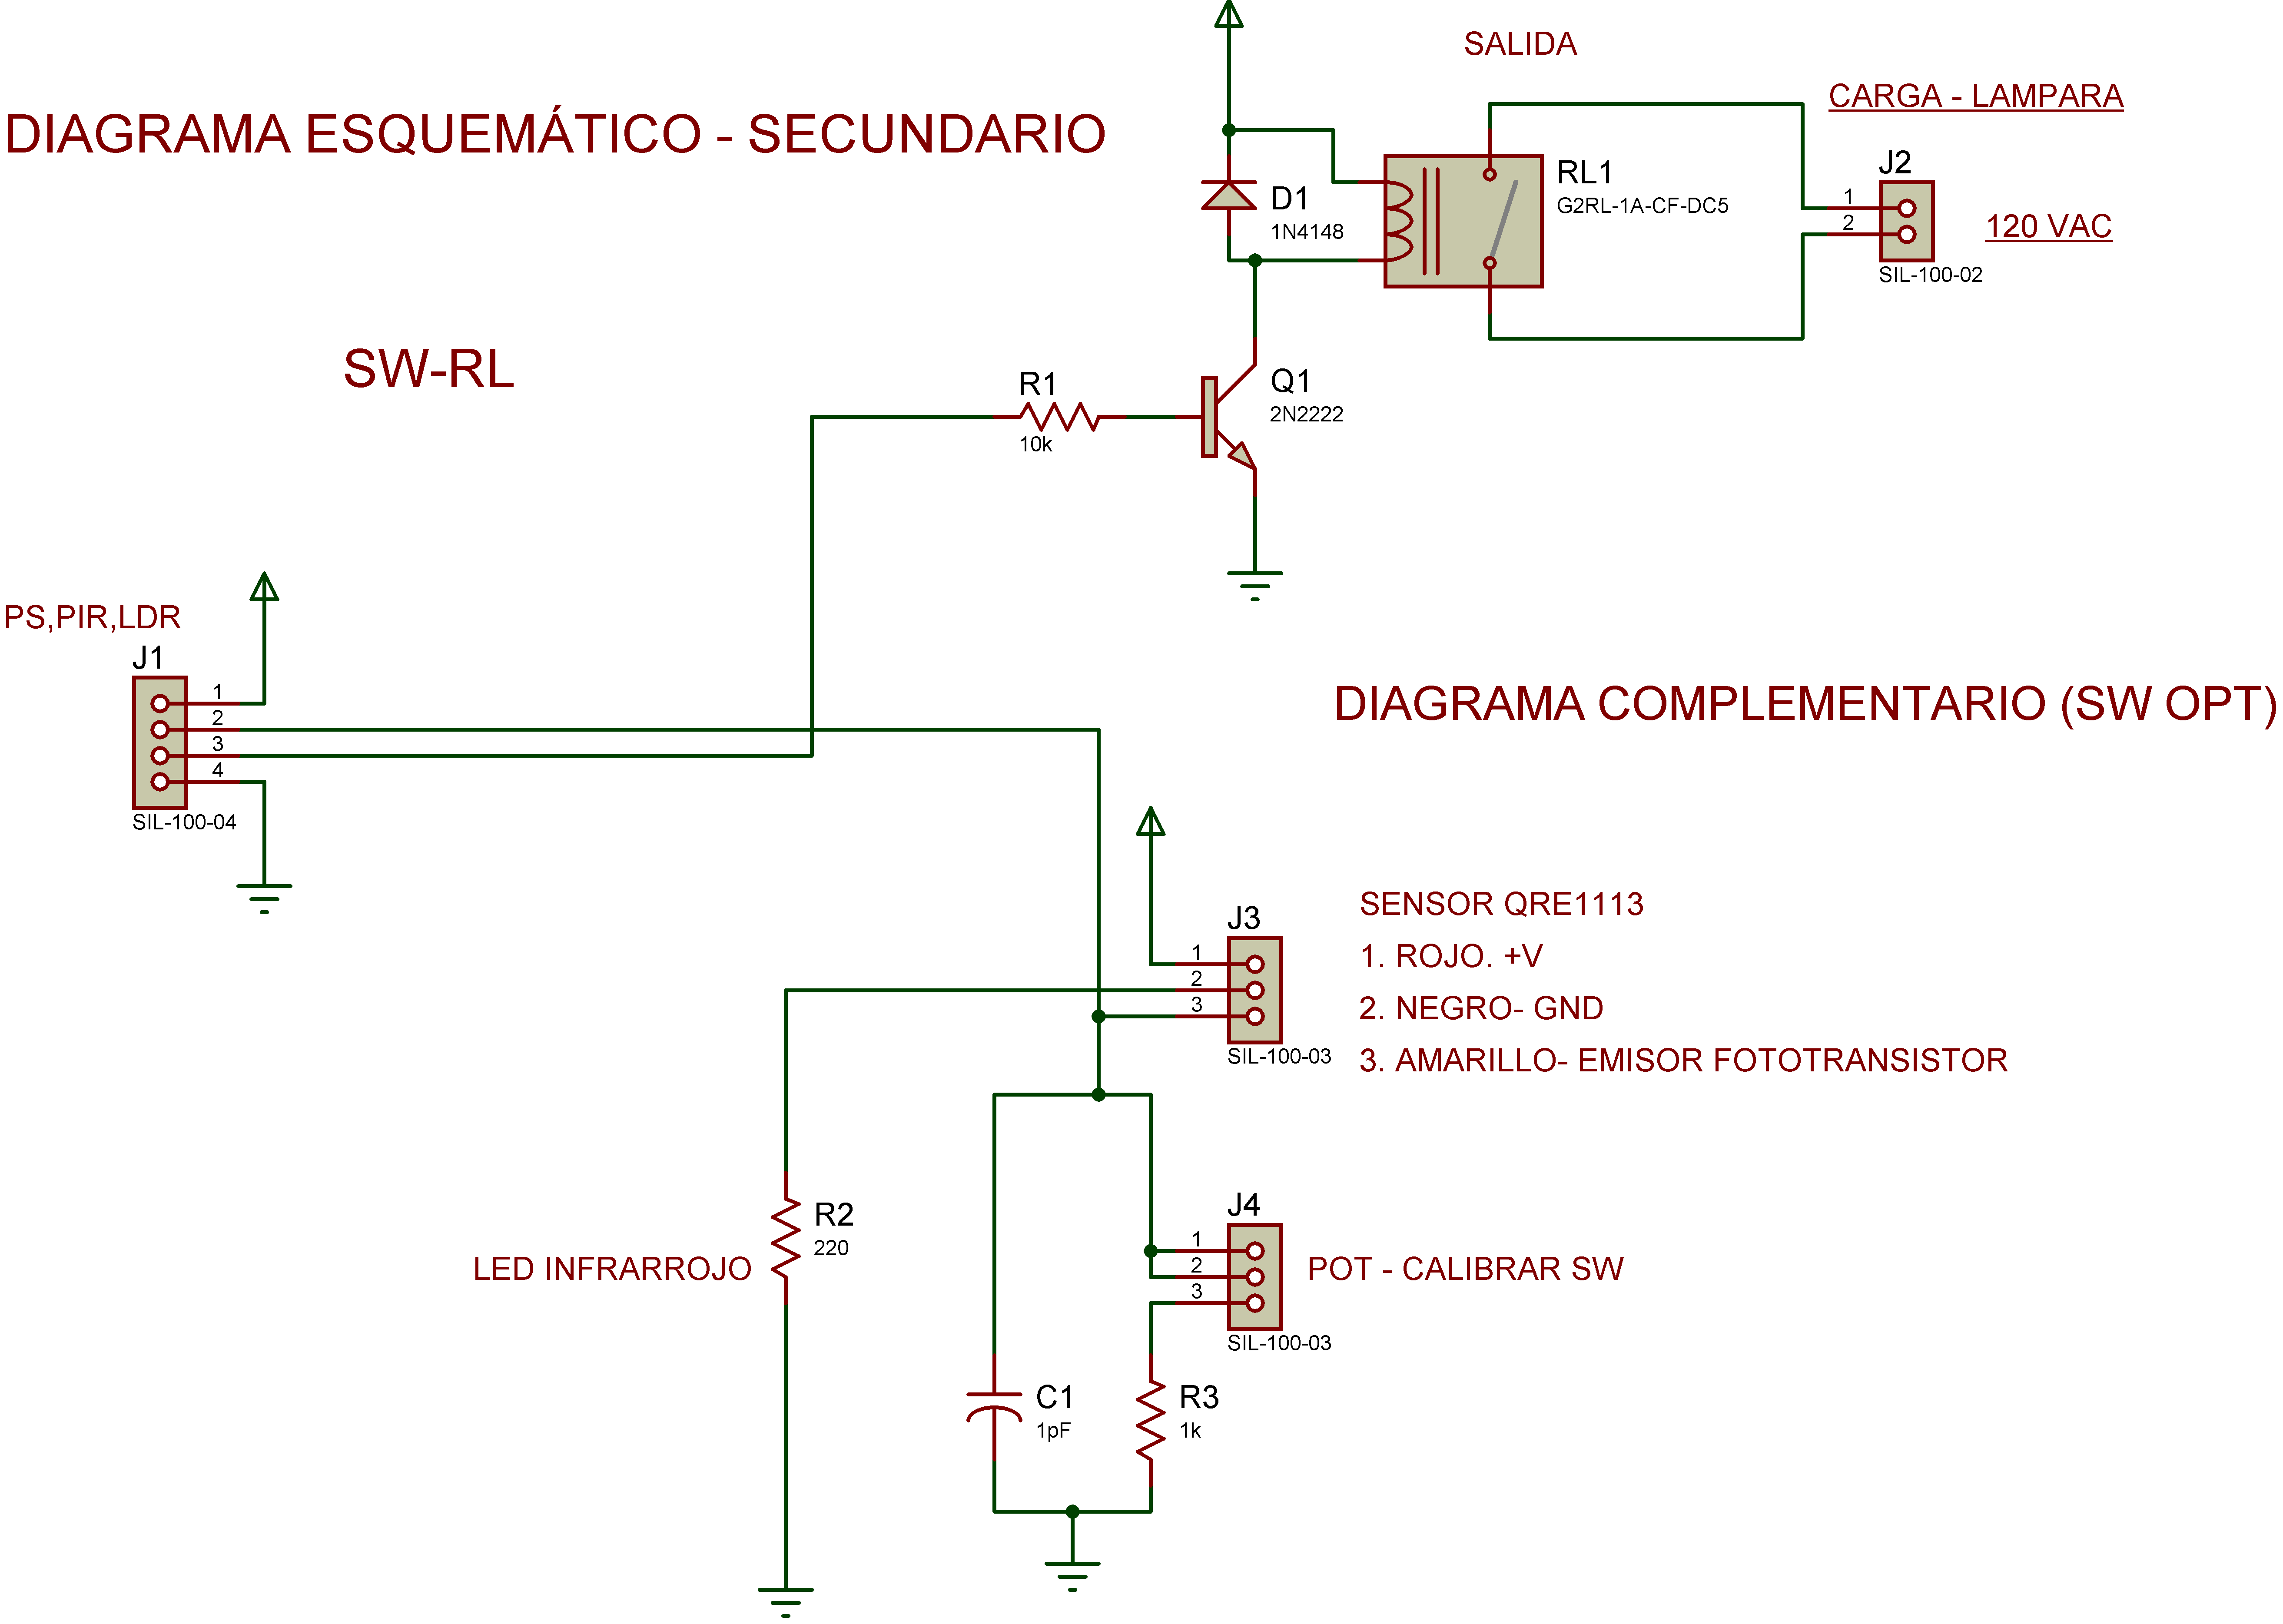 SALIDA
CARGA - LAMPARA
DIAGRAMA ESQUEMÁTICO - SECUNDARIO
J2
RL1
G2RL-1A-CF-DC5
D1
1N4148
1
2
120 VAC
SIL-100-02
SW-RL
R1
10k
Q1
2N2222
PS,PIR,LDR
J1
1
2
3
4
SIL-100-04
DIAGRAMA COMPLEMENTARIO (SW OPT)
J3
1
2
3
SIL-100-03
SENSOR QRE1113
1. ROJO. +V
2. NEGRO- GND
3. AMARILLO- EMISOR FOTOTRANSISTOR
R2
220
LED INFRARROJO
J4
1
2
3
SIL-100-03
POT - CALIBRAR SW
C1
1pF
R3
1k